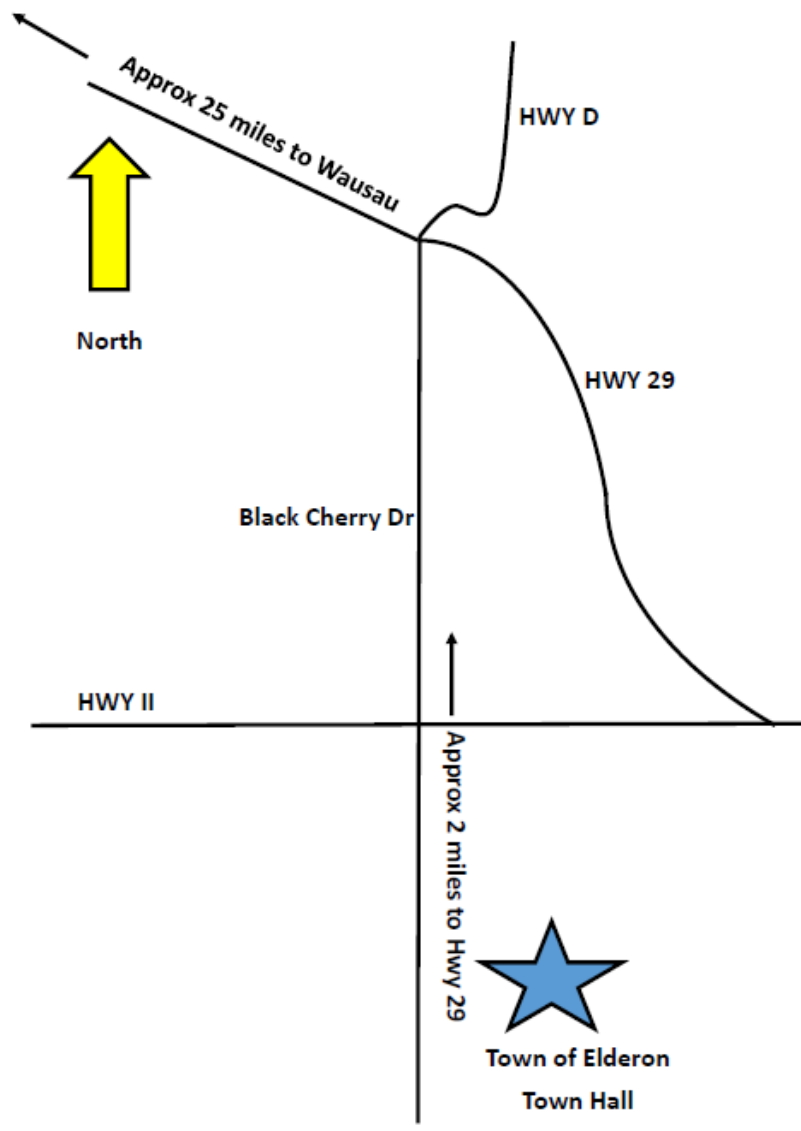 Approx 25 miles to Wausau
HWY D
North
HWY 29
Black Cherry Dr
HWY II
Approx 2 miles to Hwy 29
Town of Elderon
Town Hall